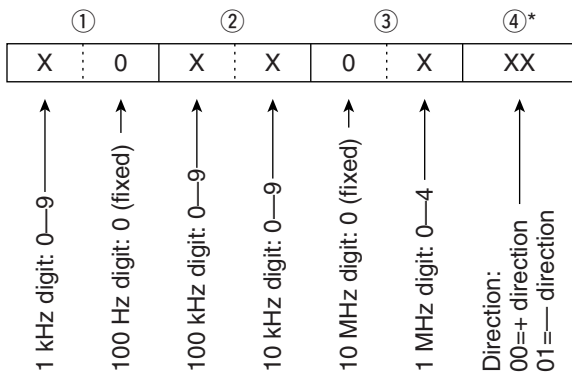 ① ② ③ ④*
X 0 X X 0 X XX
1 kHz digit: 0—9
100 Hz digit: 0 (fixed)
100 kHz digit: 0—9
10 kHz digit: 0—9
10 MHz digit: 0 (fixed)
1 MHz digit: 0—4
Direction:
00=+ direction
01=— direction